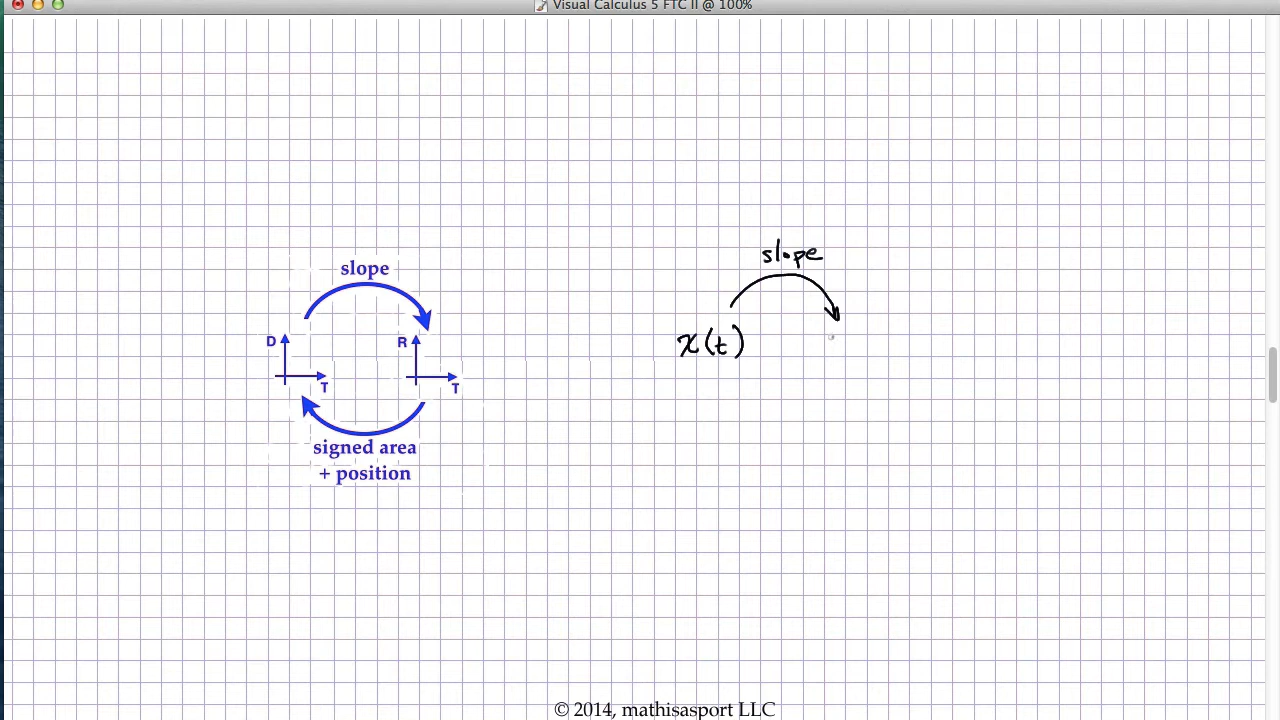 Visual Calculus 5 FTC II @ 100%
slope
D
T
R
T
signed area
+ position
slope
x(t)
© 2014, mathisasport LLC